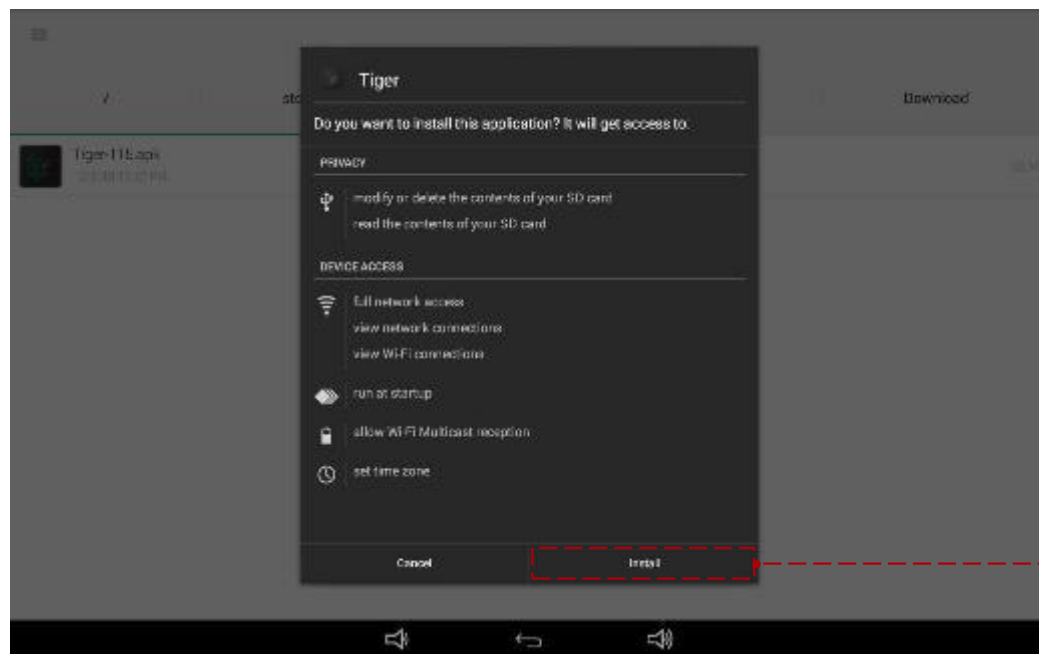 /
Download
Tiger-115.apk
Tiger
Do you want to install this application? It will get access to:
PRIVACY
modify or delete the contents of your SD card
read the contents of your SD card
DEVICE ACCESS
full network access
view network connections
view Wi-Fi connections
run at startup
allow Wi-Fi Multicast reception
set time zone
Cancel
Install